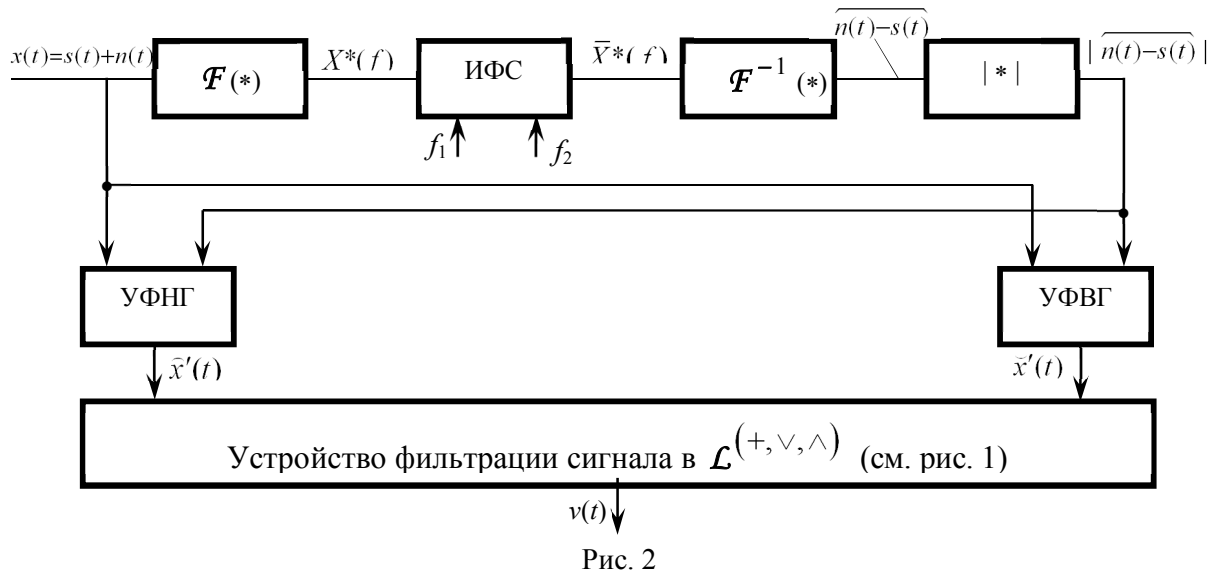 x(t)=s(t)+n(t)
𝓕(*)
X*(f)
ИФС
X̅*(f)
𝓕⁻¹(*)
n(t)−s(t)
|*|
|n(t)−s(t)|
f₁
f₂
УФНГ
УФВГ
x̂′(t)
x̌′(t)
Устройство фильтрации сигнала в 𝓛^(+,∨,∧) (см. рис. 1)
v(t)
Рис. 2